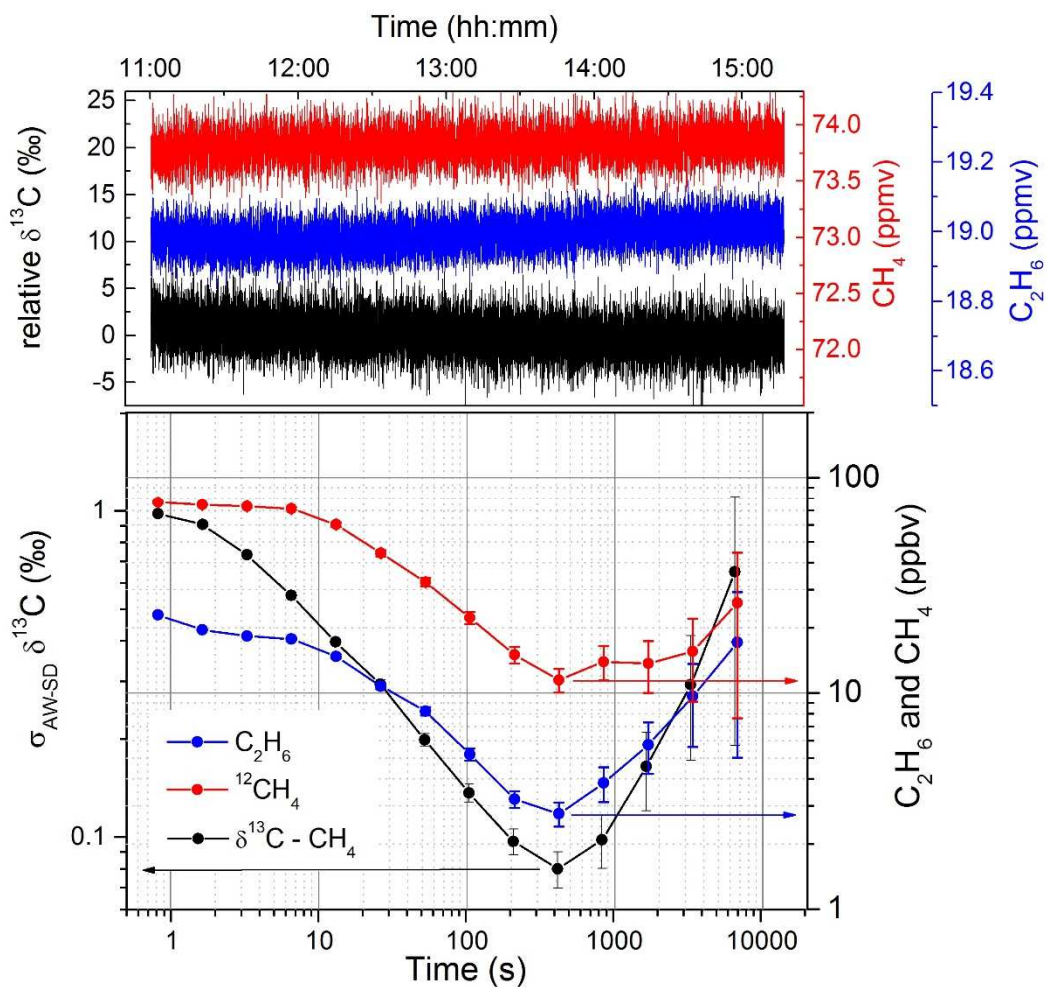 Time (hh:mm)
11:00 12:00 13:00 14:00 15:00
relative δ¹³C (‰)
25
20
15
10
5
0
-5
74.0
73.5
73.0
72.5
72.0
CH₄ (ppmv)
19.4
19.2
19.0
18.8
18.6
C₂H₆ (ppmv)
σ_AW-SD δ¹³C (‰)
1
0.1
C₂H₆
¹²CH₄
δ¹³C - CH₄
100
10
1
C₂H₆ and CH₄ (ppbv)
1 10 100 1000 10000
Time (s)